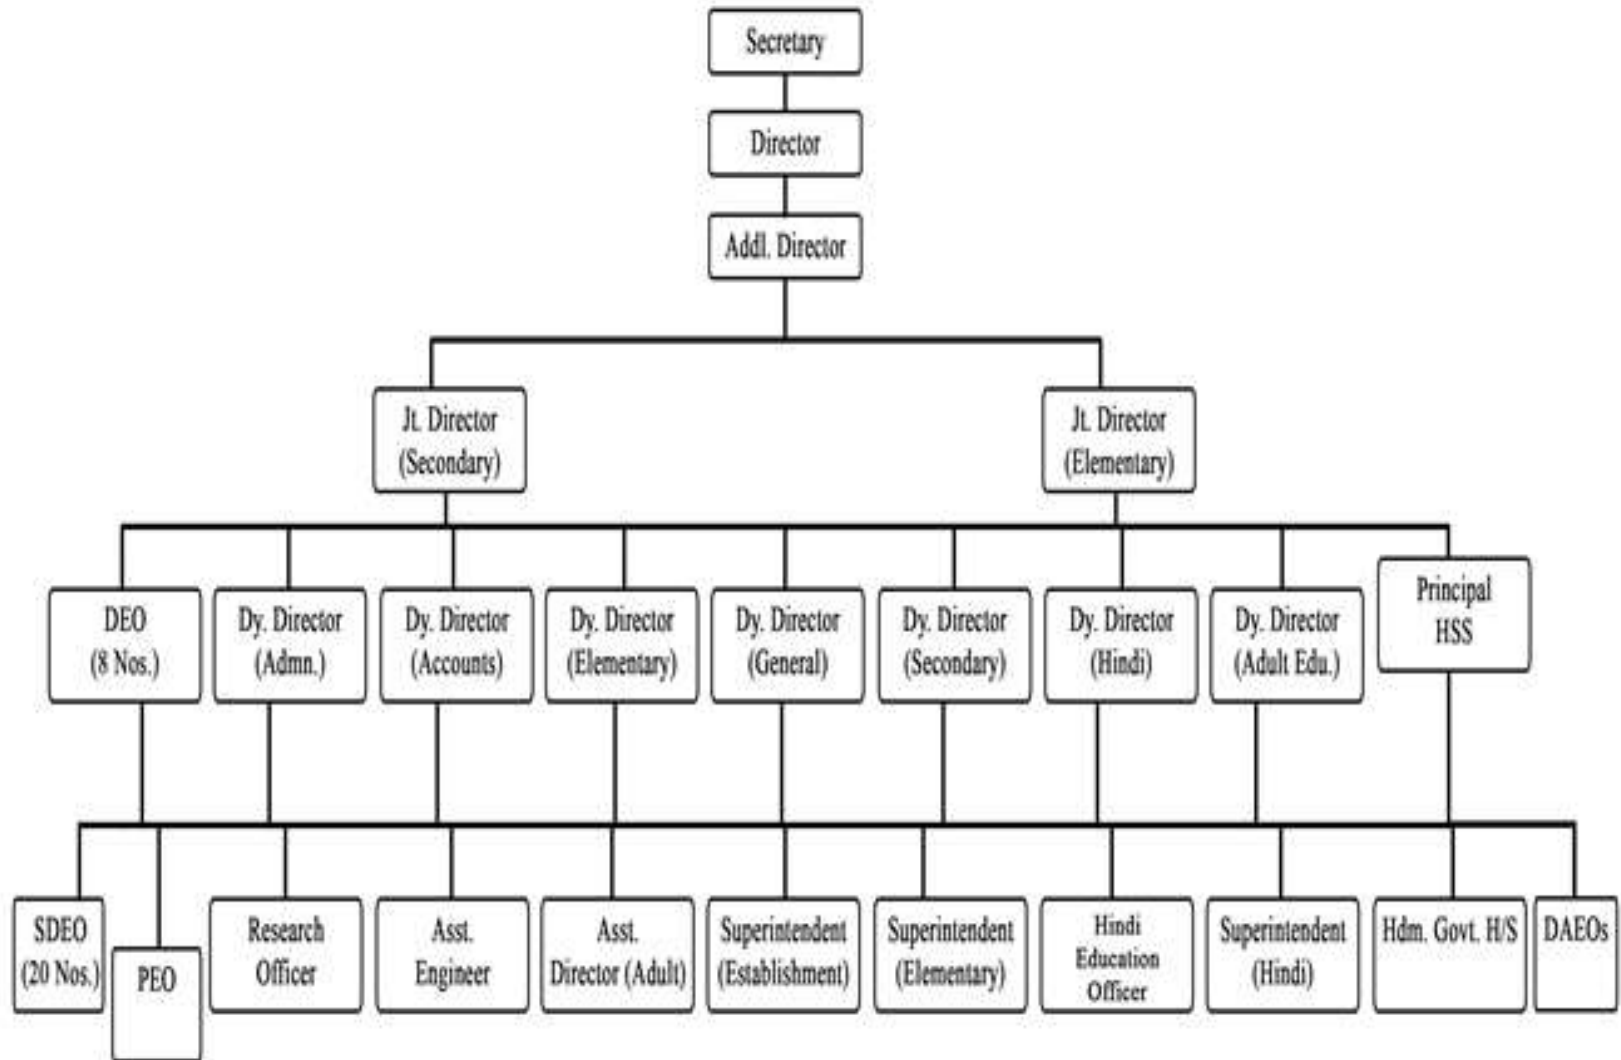 Secretary
Director
Addl. Director
Jt. Director
(Secondary)
Jt. Director
(Elementary)
DEO
(8 Nos.)
Dy. Director
(Admn.)
Dy. Director
(Accounts)
Dy. Director
(Elementary)
Dy. Director
(General)
Dy. Director
(Secondary)
Dy. Director
(Hindi)
Dy. Director
(Adult Edu.)
Principal
HSS
SDEO
(20 Nos.)
PEO
Research
Officer
Asst.
Engineer
Asst.
Director (Adult)
Superintendent
(Establishment)
Superintendent
(Elementary)
Hindi
Education
Officer
Superintendent
(Hindi)
Hdm. Govt. H/S
DAEOs